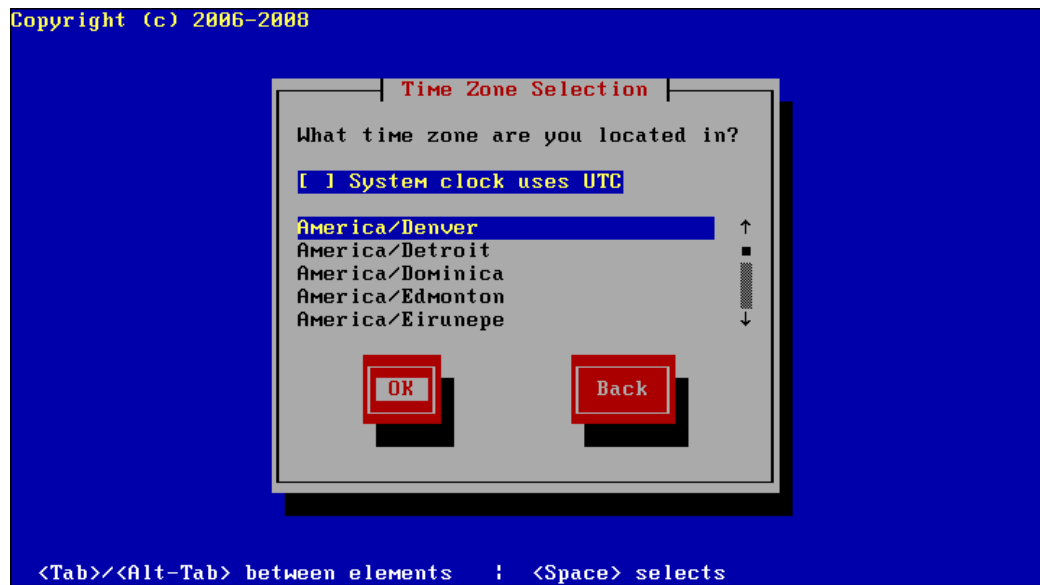 Copyright (c) 2006-2008
Time Zone Selection
What time zone are you located in?
[ ] System clock uses UTC
America/Denver
America/Detroit
America/Dominica
America/Edmonton
America/Eirunepe
OK
Back
<Tab>/<Alt-Tab> between elements ¦ <Space> selects